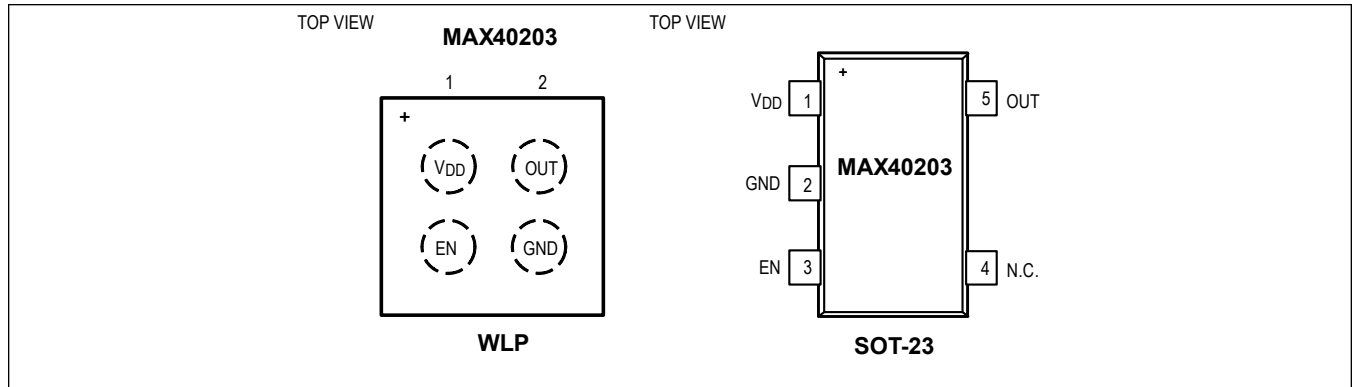 TOP VIEW
MAX40203
1 2
+
VDD OUT
EN GND
WLP
TOP VIEW
+
VDD 1
5 OUT
MAX40203
GND 2
EN 3
4 N.C.
SOT-23